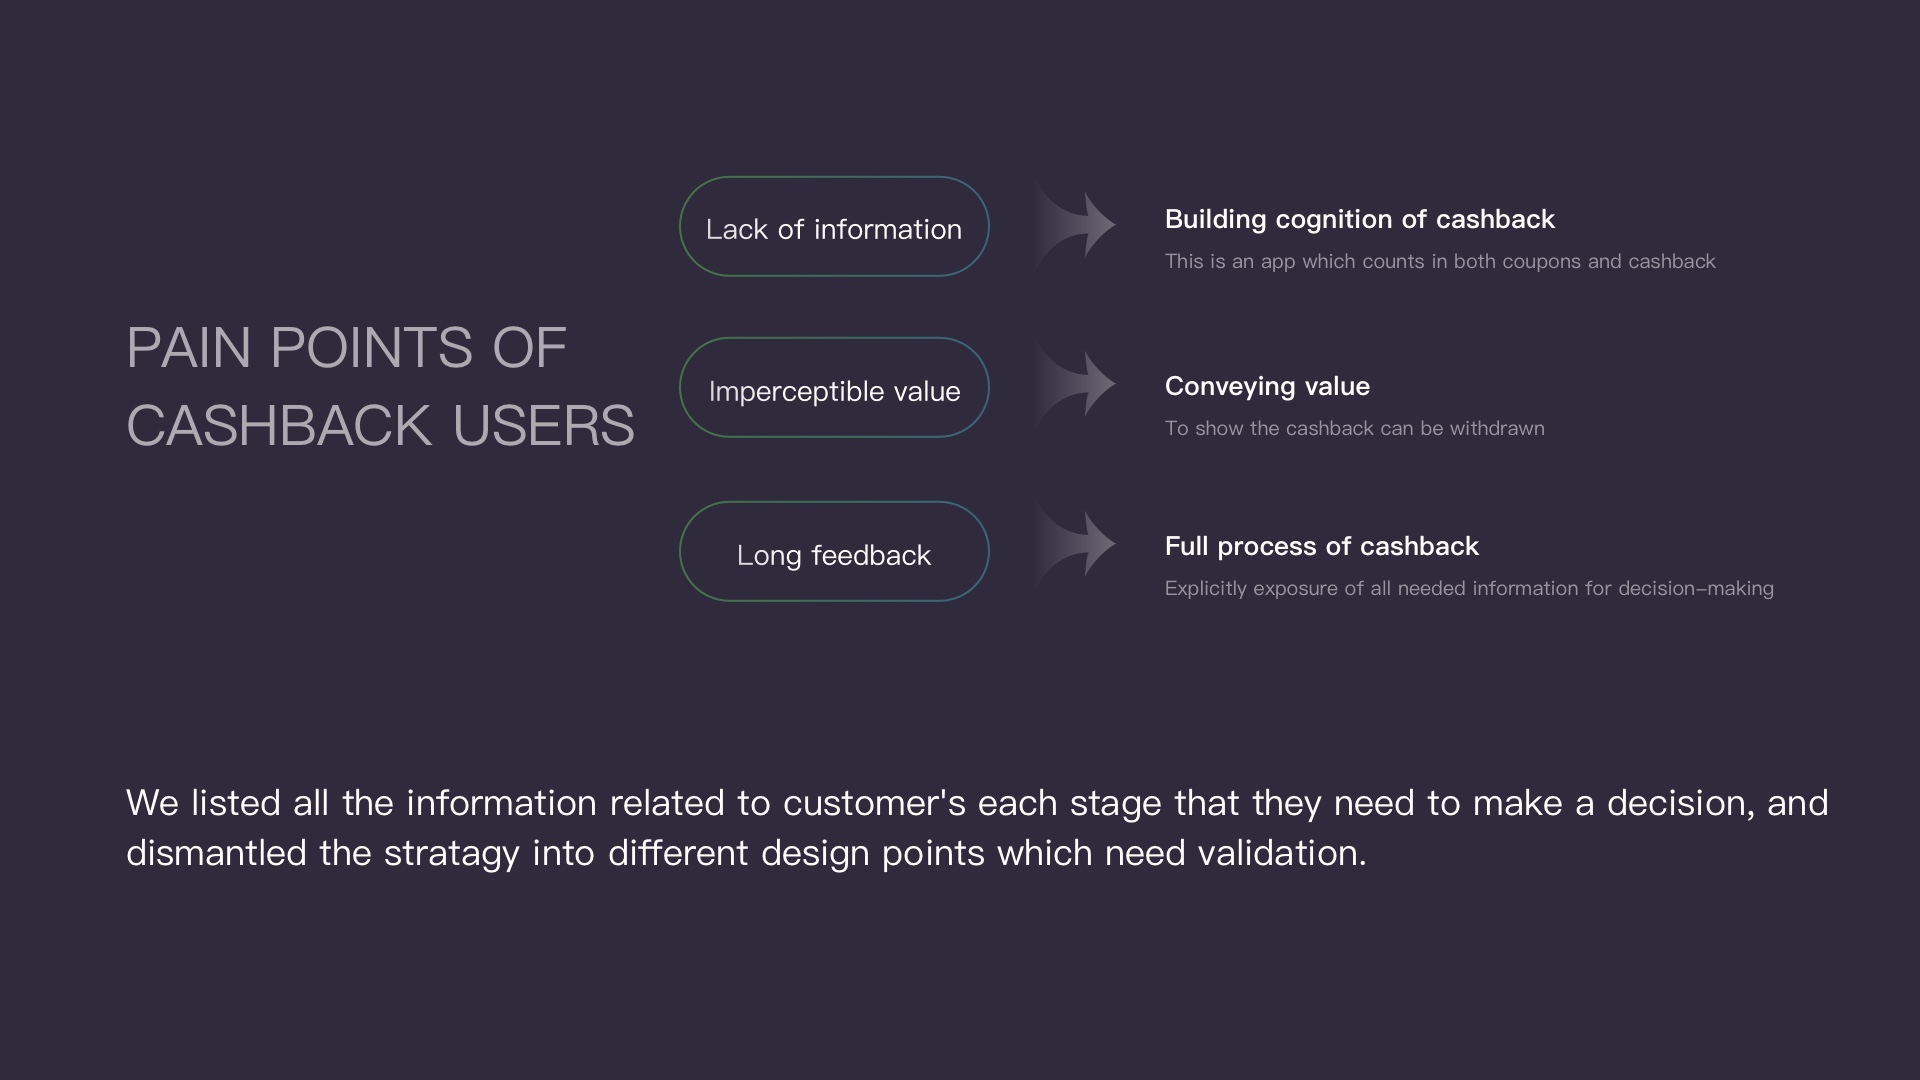 PAIN POINTS OF
CASHBACK USERS
Lack of information
Building cognition of cashback
This is an app which counts in both coupons and cashback
Imperceptible value
Conveying value
To show the cashback can be withdrawn
Long feedback
Full process of cashback
Explicitly exposure of all needed information for decision–making
We listed all the information related to customer's each stage that they need to make a decision, and
dismantled the stratagy into different design points which need validation.